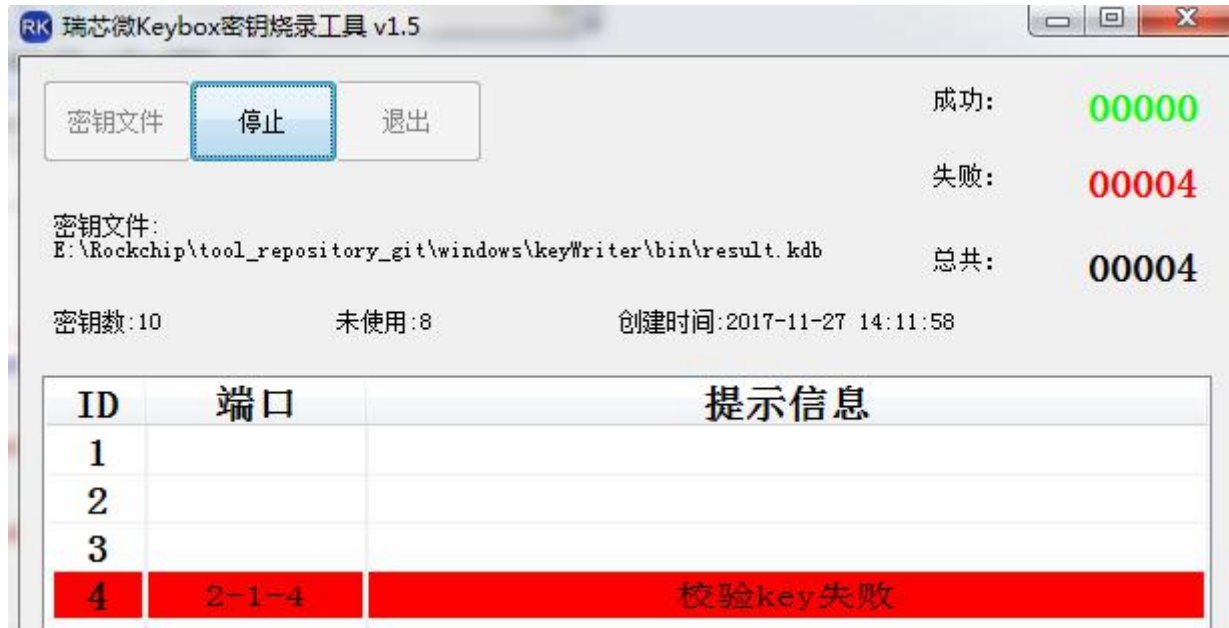 RK 瑞芯微Keybox密钥烧录工具 v1.5
密钥文件 停止 退出
成功: 00000
失败: 00004
密钥文件:
E:\Rockchip\tool_repository_git\windows\keyWriter\bin\result.kdb
总共: 00004
密钥数:10 未使用:8 创建时间:2017-11-27 14:11:58
ID 端口 提示信息
1
2
3
4 2-1-4 校验key失败